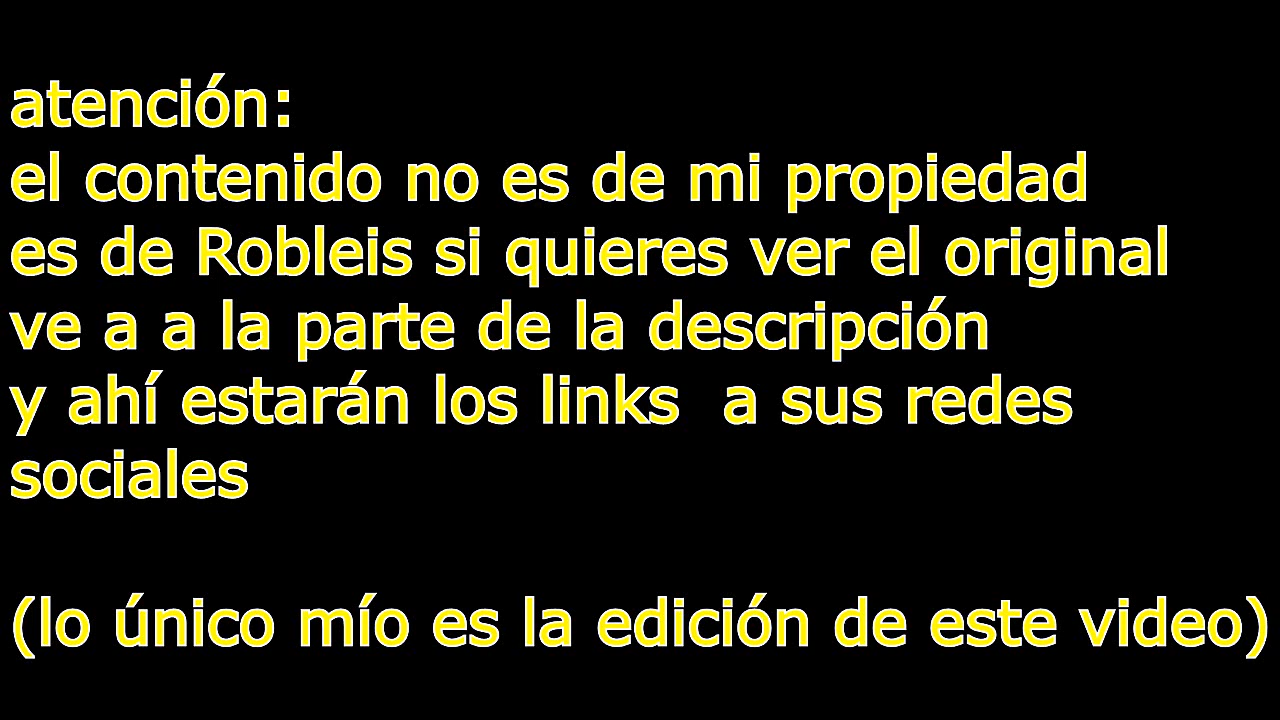 atención:
el contenido no es de mi propiedad
es de Robleis si quieres ver el original
ve a a la parte de la descripción
y ahí estarán los links  a sus redes
sociales
(lo único mío es la edición de este video)